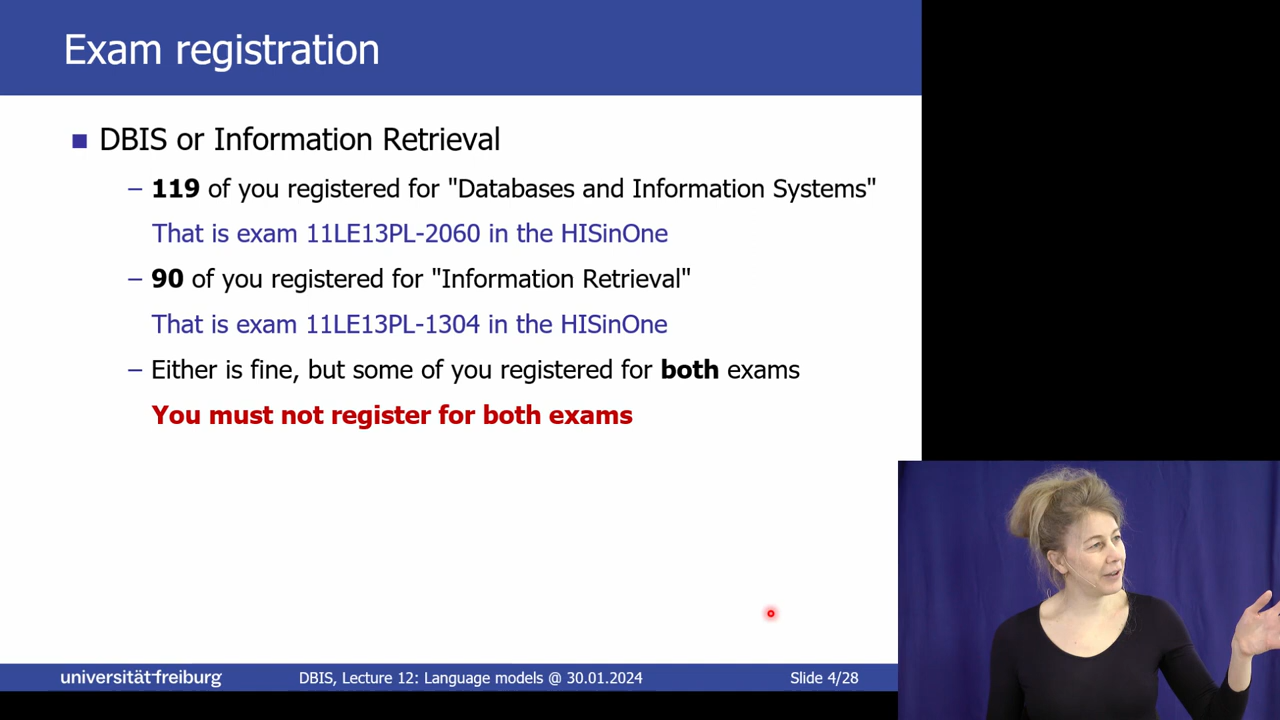 Exam registration
DBIS or Information Retrieval
– 119 of you registered for "Databases and Information Systems"
That is exam 11LE13PL-2060 in the HISinOne
– 90 of you registered for "Information Retrieval"
That is exam 11LE13PL-1304 in the HISinOne
– Either is fine, but some of you registered for both exams
You must not register for both exams
universität freiburg
DBIS, Lecture 12: Language models @ 30.01.2024
Slide 4/28